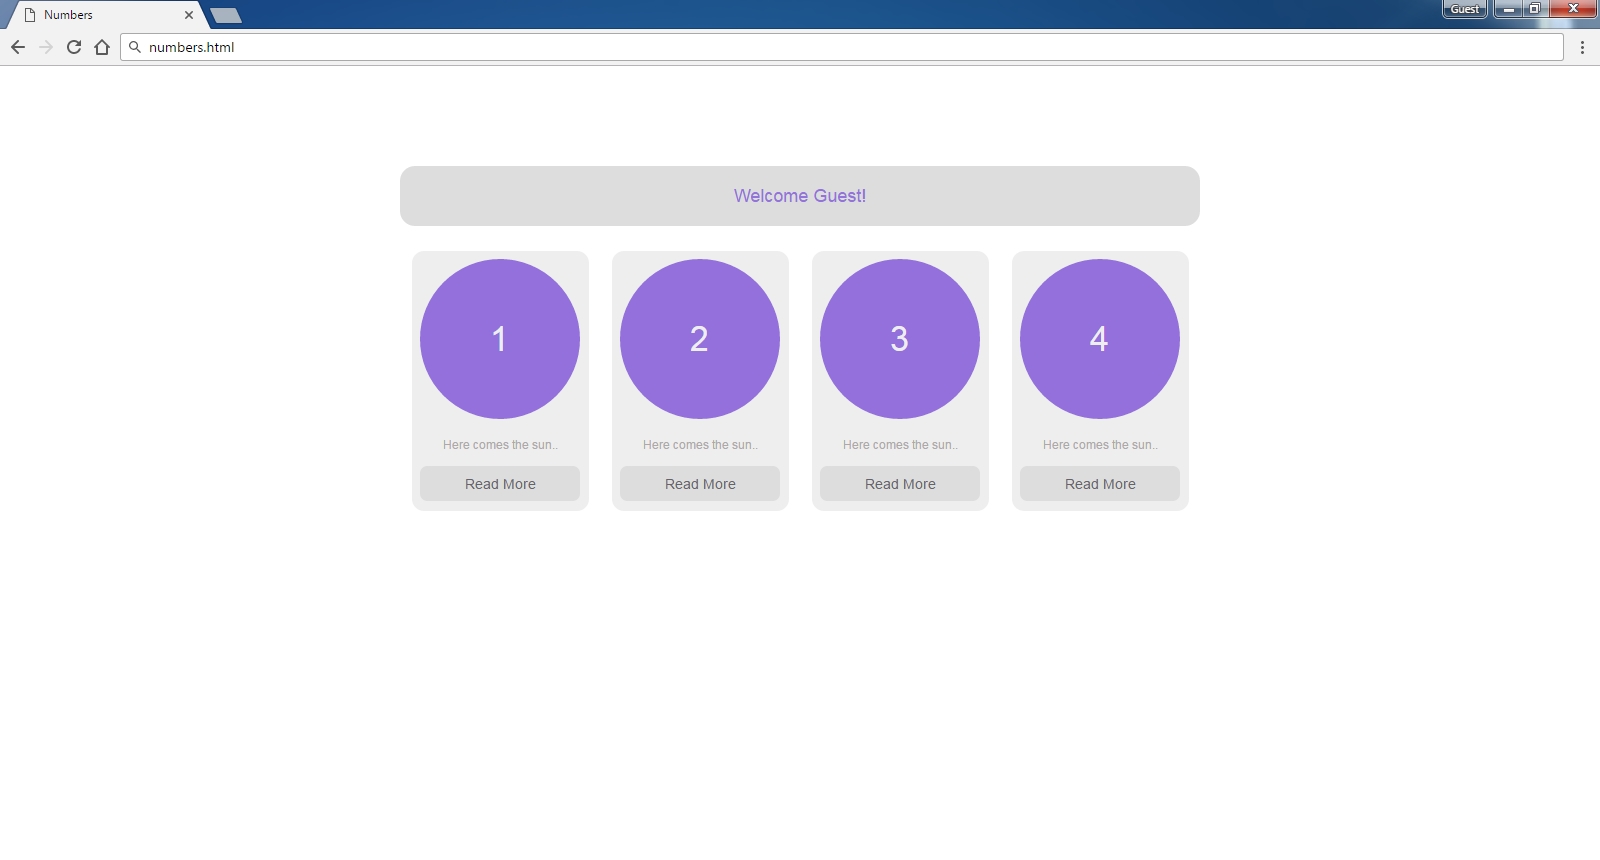 Numbers
Guest
numbers.html
Welcome Guest!
1 2 3 4
Here comes the sun.. Here comes the sun.. Here comes the sun.. Here comes the sun..
Read More Read More Read More Read More